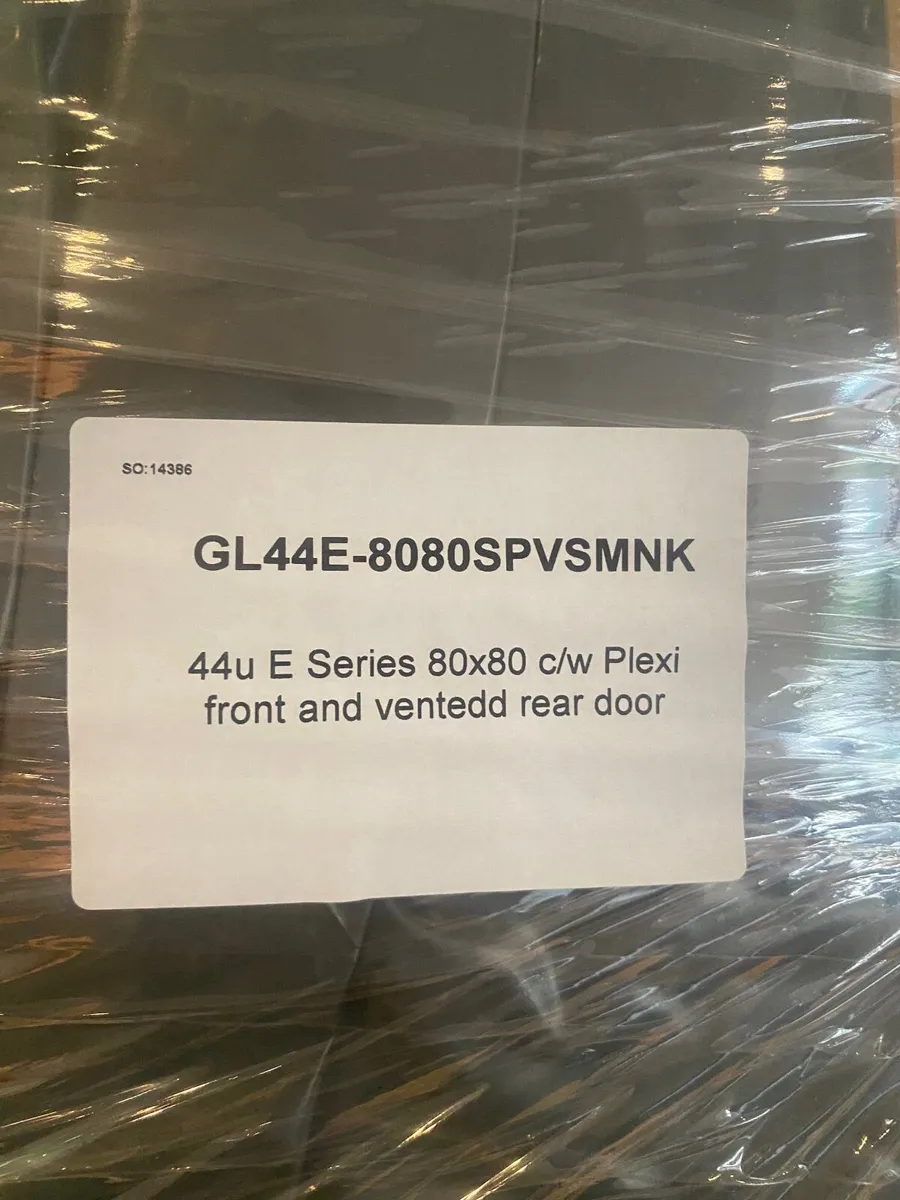 SO:14386
GL44E-8080SPVSMNK
44u E Series 80x80 c/w Plexi
front and ventedd rear door